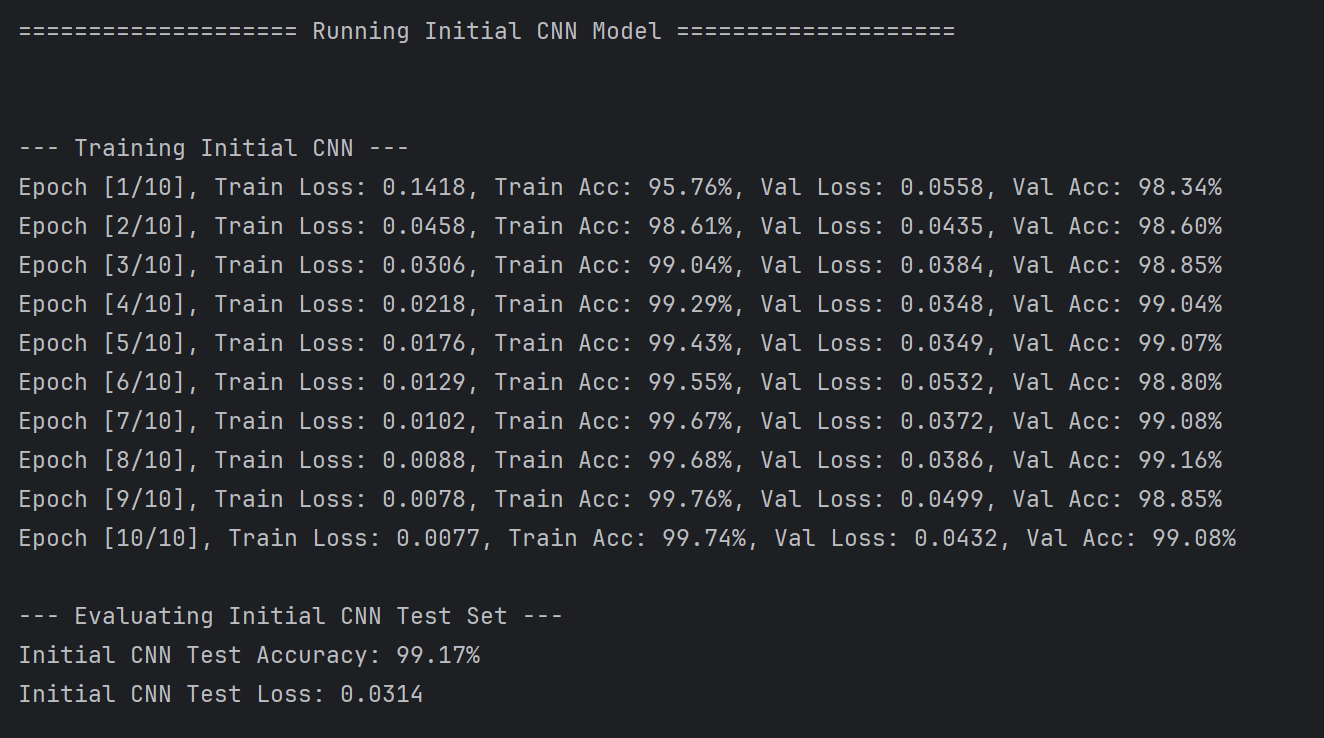 ==================== Running Initial CNN Model ====================
--- Training Initial CNN ---
Epoch [1/10], Train Loss: 0.1418, Train Acc: 95.76%, Val Loss: 0.0558, Val Acc: 98.34%
Epoch [2/10], Train Loss: 0.0458, Train Acc: 98.61%, Val Loss: 0.0435, Val Acc: 98.60%
Epoch [3/10], Train Loss: 0.0306, Train Acc: 99.04%, Val Loss: 0.0384, Val Acc: 98.85%
Epoch [4/10], Train Loss: 0.0218, Train Acc: 99.29%, Val Loss: 0.0348, Val Acc: 99.04%
Epoch [5/10], Train Loss: 0.0176, Train Acc: 99.43%, Val Loss: 0.0349, Val Acc: 99.07%
Epoch [6/10], Train Loss: 0.0129, Train Acc: 99.55%, Val Loss: 0.0532, Val Acc: 98.80%
Epoch [7/10], Train Loss: 0.0102, Train Acc: 99.67%, Val Loss: 0.0372, Val Acc: 99.08%
Epoch [8/10], Train Loss: 0.0088, Train Acc: 99.68%, Val Loss: 0.0386, Val Acc: 99.16%
Epoch [9/10], Train Loss: 0.0078, Train Acc: 99.76%, Val Loss: 0.0499, Val Acc: 98.85%
Epoch [10/10], Train Loss: 0.0077, Train Acc: 99.74%, Val Loss: 0.0432, Val Acc: 99.08%
--- Evaluating Initial CNN Test Set ---
Initial CNN Test Accuracy: 99.17%
Initial CNN Test Loss: 0.0314